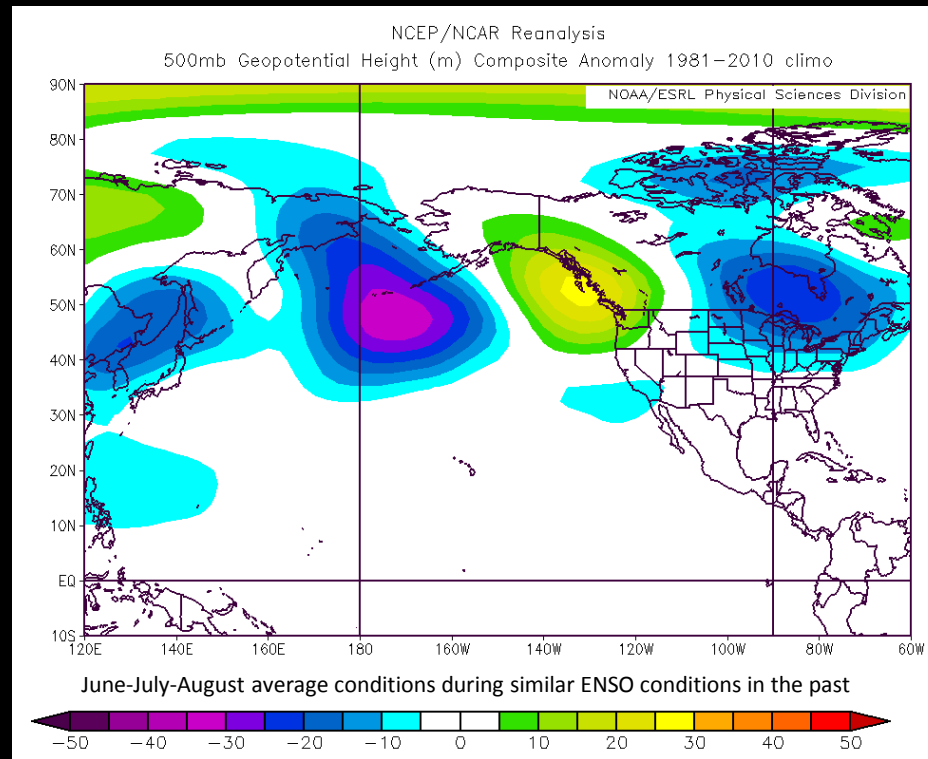 NCEP/NCAR Reanalysis
500mb Geopotential Height (m) Composite Anomaly 1981−2010 climo
NOAA/ESRL Physical Sciences Division
90N
80N
70N
60N
50N
40N
30N
20N
10N
EQ
10S
120E 140E 160E 180 160W 140W 120W 100W 80W 60W
June-July-August average conditions during similar ENSO conditions in the past
−50 −40 −30 −20 −10 0 10 20 30 40 50